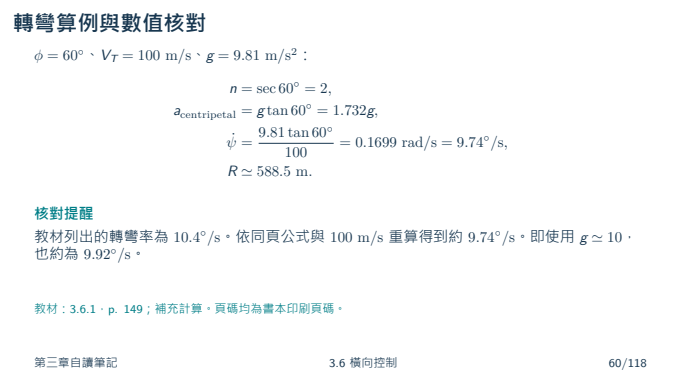 轉彎算例與數值核對
ϕ = 60°、V_T = 100 m/s、g = 9.81 m/s²：
n = sec 60° = 2,
a_centripetal = g tan 60° = 1.732g,
ψ̇ = 9.81 tan 60° / 100 = 0.1699 rad/s = 9.74°/s,
R ≃ 588.5 m.
核對提醒
教材列出的轉彎率為 10.4°/s。依同頁公式與 100 m/s 重算得到約 9.74°/s。即使用 g ≃ 10，
也約為 9.92°/s。
教材：3.6.1，p. 149；補充計算。頁碼均為書本印刷頁碼。
第三章自讀筆記
3.6 橫向控制
60/118